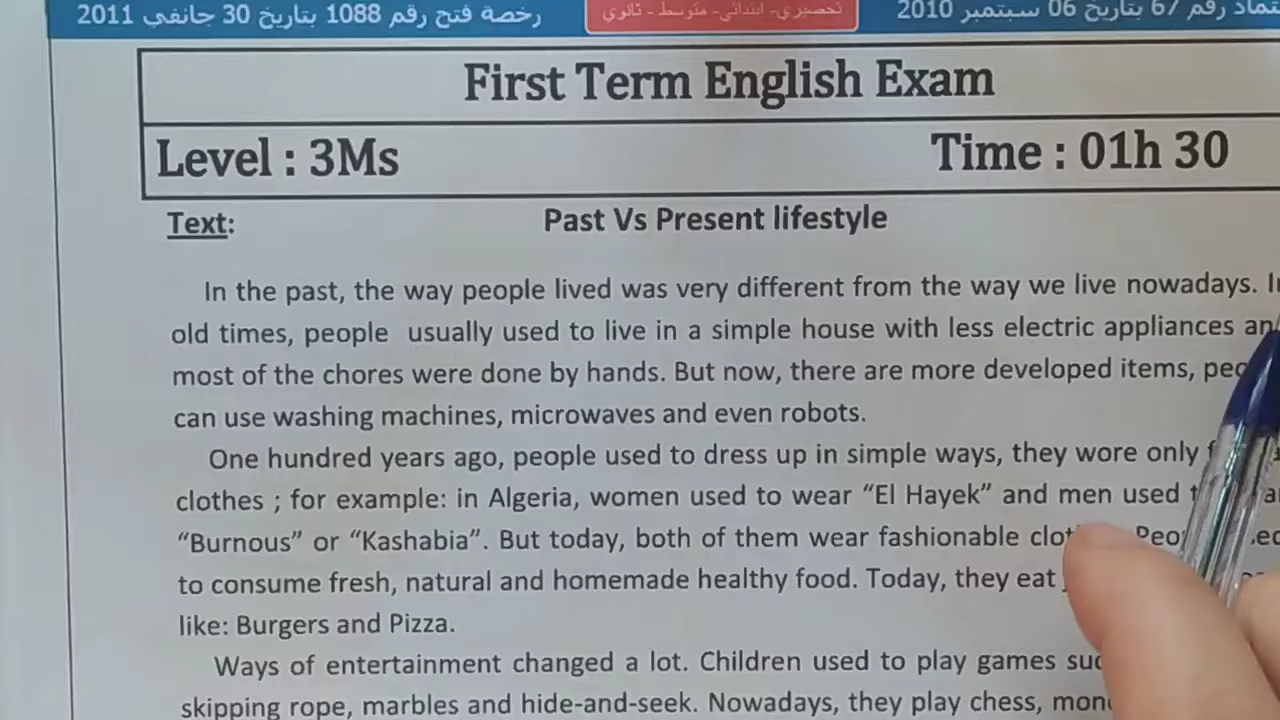 رخصة فتح رقم 1088 بتاريخ 30 جانفي 2011
تحضيري- ابتدائي- متوسط - ثانوي
رقم 67 بتاريخ 06 سبتمبر 2010
First Term English Exam
Level : 3Ms
Time : 01h 30
Text:
Past Vs Present lifestyle
In the past, the way people lived was very different from the way we live nowadays.
old times, people usually used to live in a simple house with less electric appliances
most of the chores were done by hands. But now, there are more developed items,
can use washing machines, microwaves and even robots.
One hundred years ago, people used to dress up in simple ways, they wore only
clothes ; for example: in Algeria, women used to wear “El Hayek” and men used
“Burnous” or “Kashabia”. But today, both of them wear fashionable
to consume fresh, natural and homemade healthy food. Today, they eat
like: Burgers and Pizza.
Ways of entertainment changed a lot. Children used to play games
skipping rope, marbles and hide-and-seek. Nowadays, they play chess,